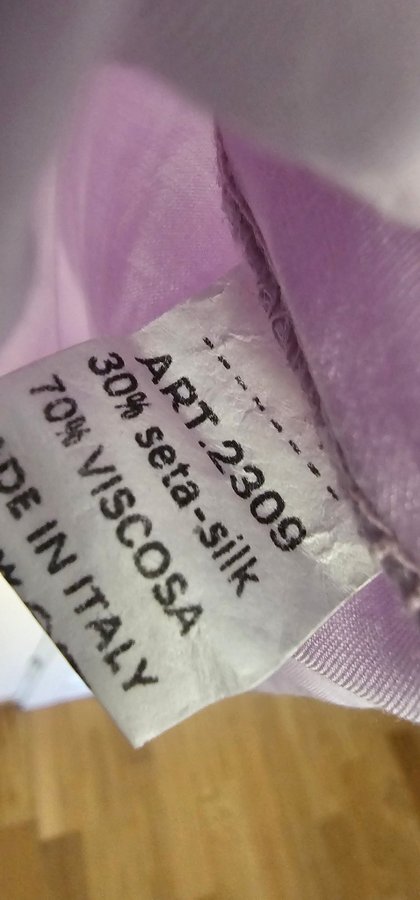 ART.2309
30% seta-silk
70% VISCOSA
ADE IN ITALY